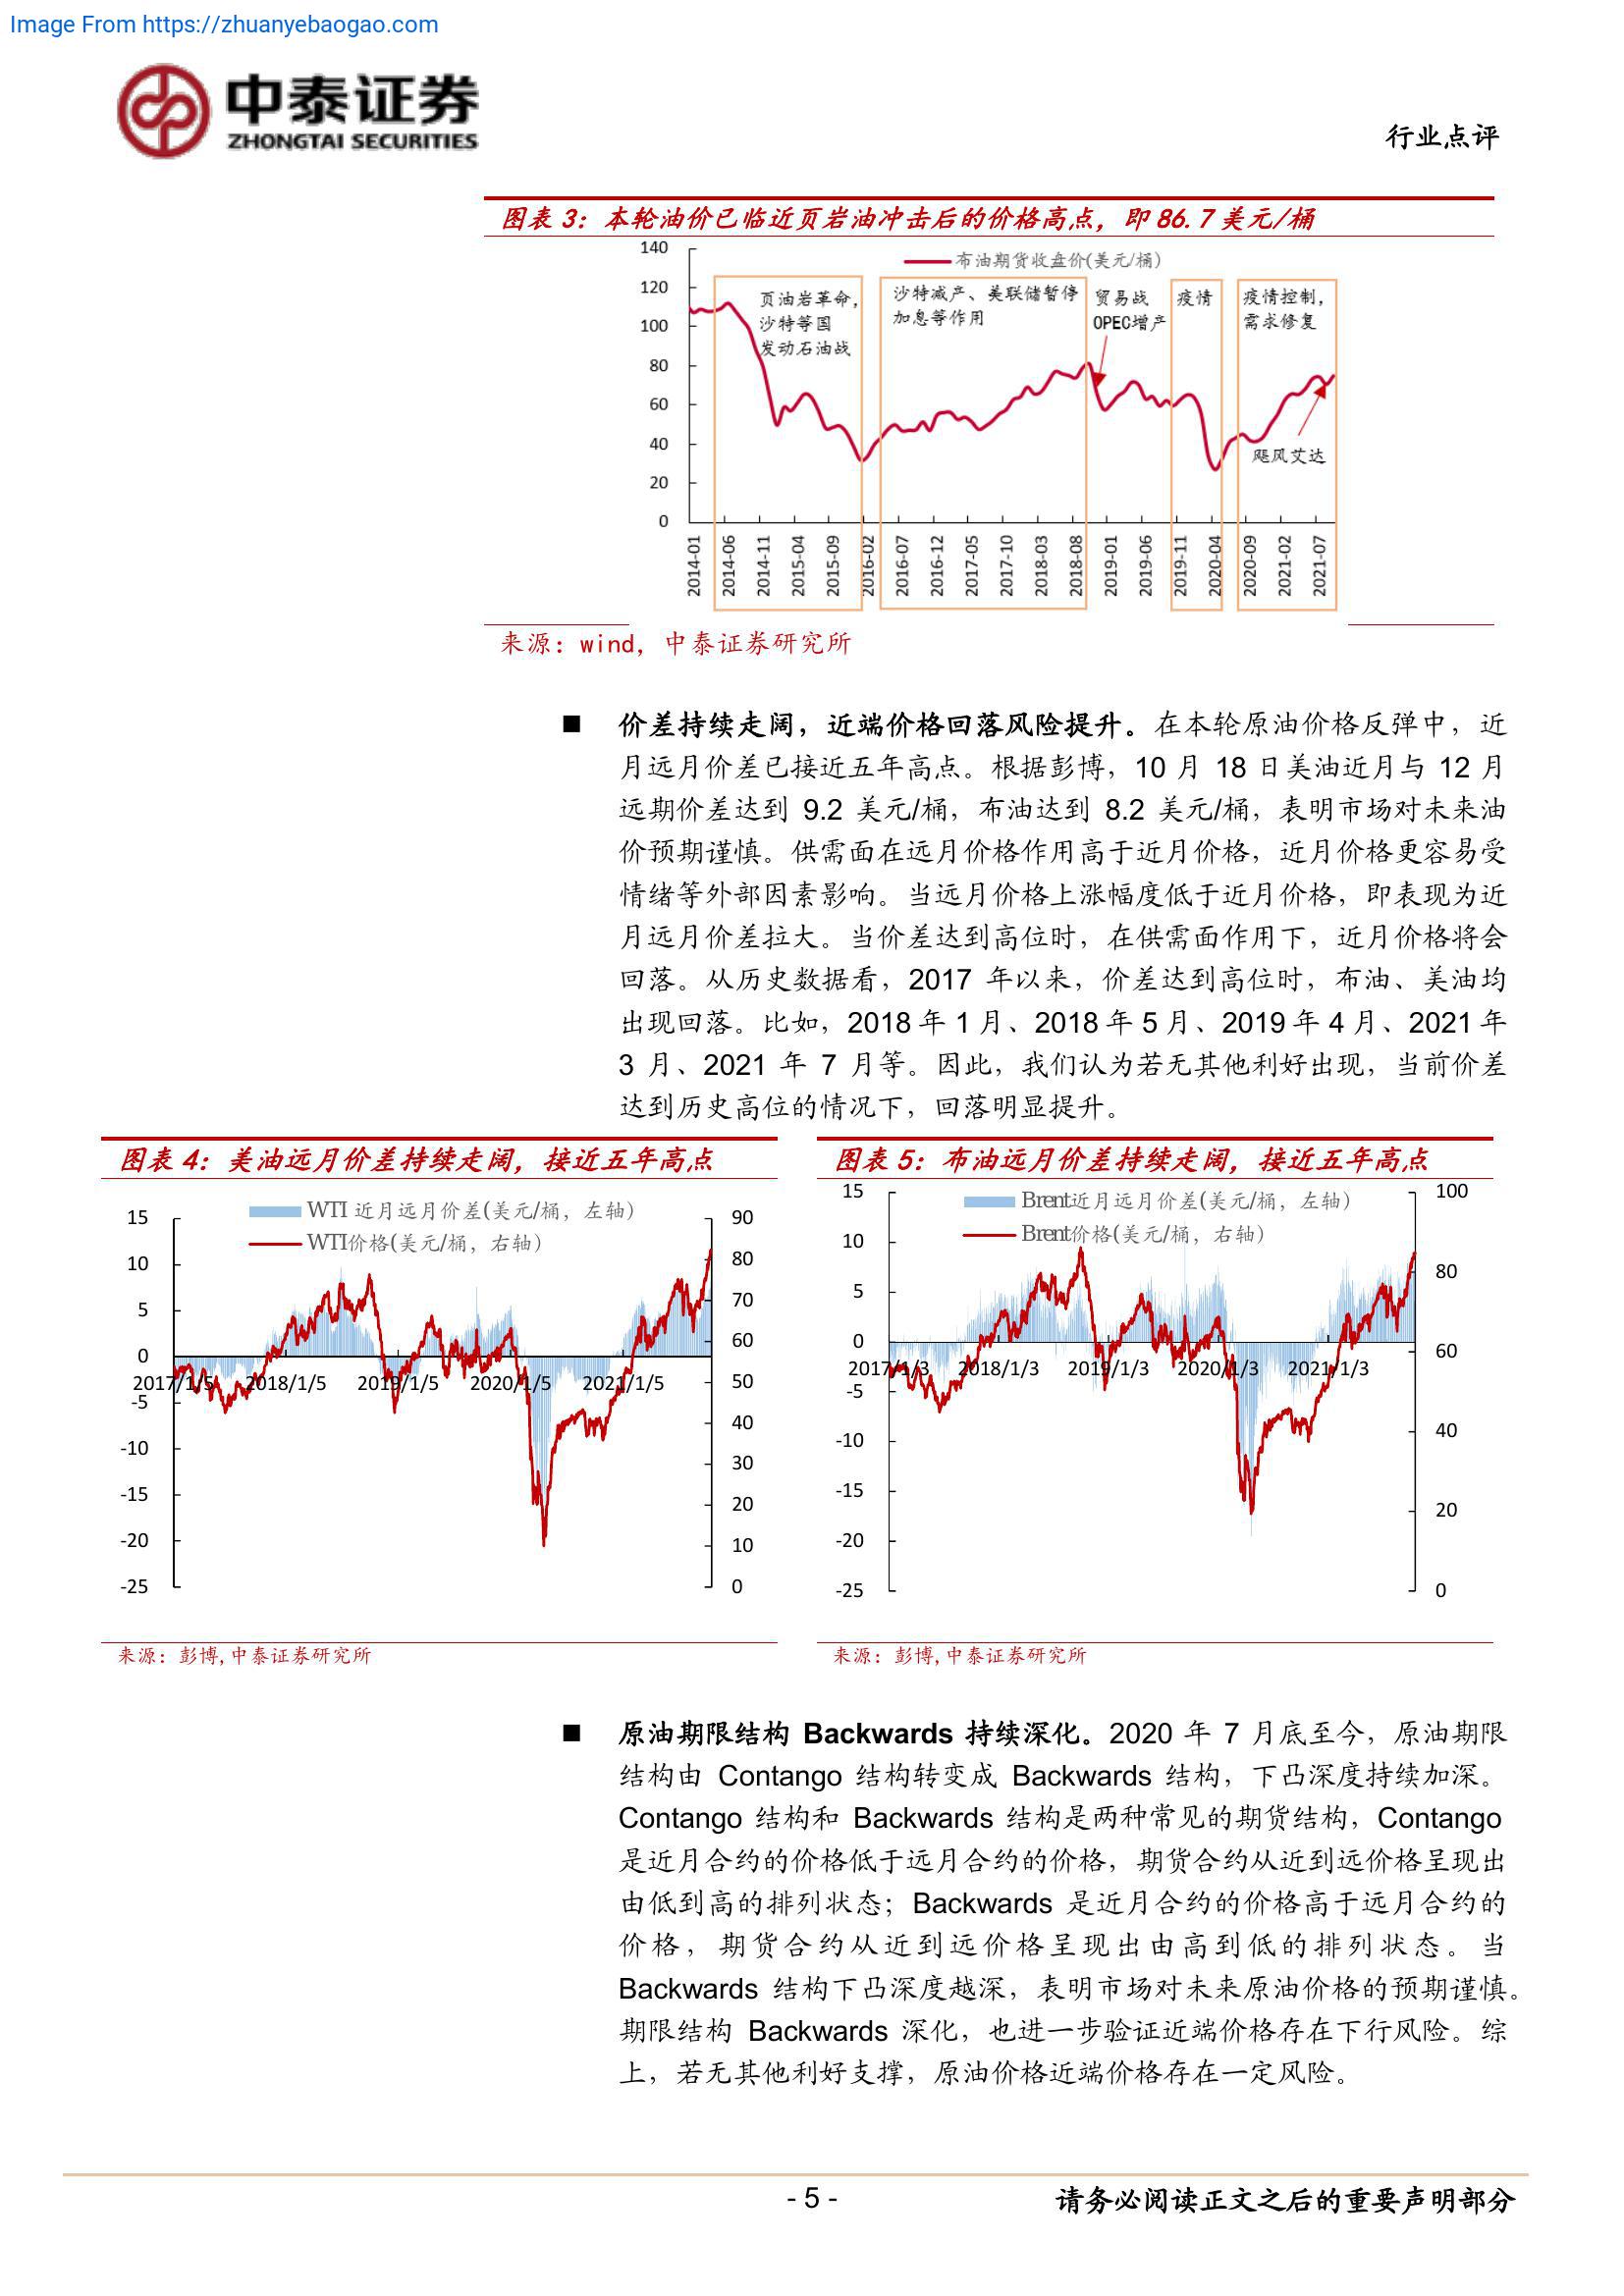 Image From https://zhuanyebaogao.com
中泰证券
ZHONGTAI SECURITIES
行业点评
图表 3：本轮油价已临近页岩油冲击后的价格高点，即 86.7 美元/桶
布油期货收盘价(美元/桶)
140
120
100
80
60
40
20
0
页油岩革命，
沙特等国
发动石油战
沙特减产、美联储暂停
加息等作用
贸易战
OPEC增产
疫情
疫情控制，
需求修复
飓风艾达
2014-01
2014-06
2014-11
2015-04
2015-09
2016-02
2016-07
2016-12
2017-05
2017-10
2018-03
2018-08
2019-01
2019-06
2019-11
2020-04
2020-09
2021-02
2021-07
来源：wind，中泰证券研究所
■ 价差持续走阔，近端价格回落风险提升。在本轮原油价格反弹中，近
月远月价差已接近五年高点。根据彭博，10 月 18 日美油近月与 12 月
远期价差达到 9.2 美元/桶，布油达到 8.2 美元/桶，表明市场对未来油
价预期谨慎。供需面在远月价格作用高于近月价格，近月价格更容易受
情绪等外部因素影响。当远月价格上涨幅度低于近月价格，即表现为近
月远月价差拉大。当价差达到高位时，在供需面作用下，近月价格将会
回落。从历史数据看，2017 年以来，价差达到高位时，布油、美油均
出现回落。比如，2018 年 1 月、2018 年 5 月、2019 年 4 月、2021 年
3 月、2021 年 7 月等。因此，我们认为若无其他利好出现，当前价差
达到历史高位的情况下，回落明显提升。
图表 4：美油远月价差持续走阔，接近五年高点
WTI 近月远月价差(美元/桶，左轴)
WTI价格(美元/桶，右轴)
15
10
5
0
-5
-10
-15
-20
-25
2017/1/5
2018/1/5
2019/1/5
2020/1/5
2021/1/5
90
80
70
60
50
40
30
20
10
0
来源：彭博,中泰证券研究所
图表 5：布油远月价差持续走阔，接近五年高点
Brent近月远月价差(美元/桶，左轴)
Brent价格(美元/桶，右轴)
15
10
5
0
-5
-10
-15
-20
-25
2017/1/3
2018/1/3
2019/1/3
2020/1/3
2021/1/3
100
80
60
40
20
0
来源：彭博,中泰证券研究所
■ 原油期限结构 Backwards 持续深化。2020 年 7 月底至今，原油期限
结构由 Contango 结构转变成 Backwards 结构，下凸深度持续加深。
Contango 结构和 Backwards 结构是两种常见的期货结构，Contango
是近月合约的价格低于远月合约的价格，期货合约从近到远价格呈现出
由低到高的排列状态；Backwards 是近月合约的价格高于远月合约的
价格，期货合约从近到远价格呈现出由高到低的排列状态。当
Backwards 结构下凸深度越深，表明市场对未来原油价格的预期谨慎。
期限结构 Backwards 深化，也进一步验证近端价格存在下行风险。综
上，若无其他利好支撑，原油价格近端价格存在一定风险。
- 5 -
请务必阅读正文之后的重要声明部分